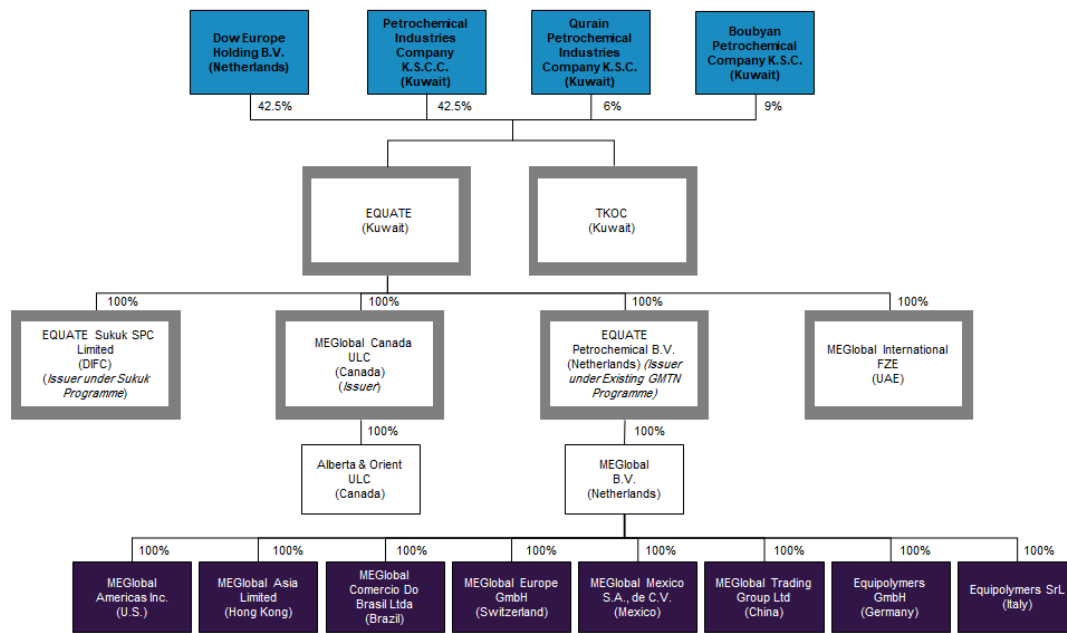 Dow Europe
Holding B.V.
(Netherlands)
Petrochemical
Industries
Company
K.S.C.C.
(Kuwait)
Qurain
Petrochemical
Industries
Company K.S.C.
(Kuwait)
Boubyan
Petrochemical
Company K.S.C.
(Kuwait)
42.5%
42.5%
6%
9%
EQUATE
(Kuwait)
TKOC
(Kuwait)
100%
100%
100%
100%
EQUATE Sukuk SPC
Limited
(DIFC)
(Issuer under Sukuk
Programme)
MEGlobal Canada
ULC
(Canada)
(Issuer)
EQUATE
Petrochemical B.V.
(Netherlands) (Issuer
under Existing GMTN
Programme)
MEGlobal International
FZE
(UAE)
100%
100%
Alberta & Orient
ULC
(Canada)
MEGlobal
B.V.
(Netherlands)
100%
100%
100%
100%
100%
100%
100%
100%
MEGlobal
Americas Inc.
(U.S.)
MEGlobal Asia
Limited
(Hong Kong)
MEGlobal
Comercio Do
Brasil Ltda
(Brazil)
MEGlobal Europe
GmbH
(Switzerland)
MEGlobal Mexico
S.A., de C.V.
(Mexico)
MEGlobal Trading
Group Ltd
(China)
Equipolymers
GmbH
(Germany)
Equipolymers SrL
(Italy)